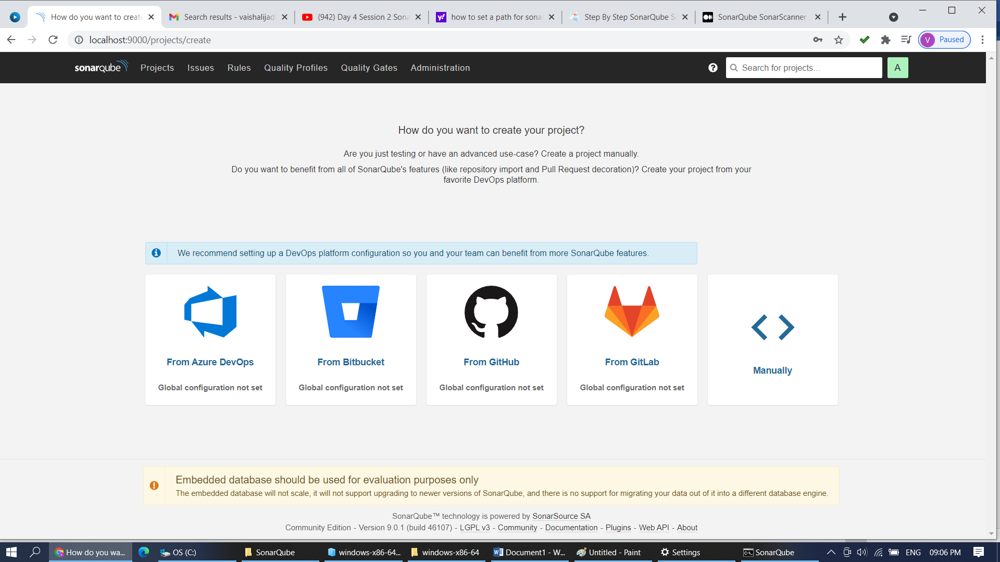 How do you want to create
Search results - vaishalijad
(942) Day 4 Session 2 Sona
how to set a path for sonar
Step By Step SonarQube S
SonarQube SonarScanner
localhost:9000/projects/create
V Paused
sonarqube Projects Issues Rules Quality Profiles Quality Gates Administration
Search for projects...
A
How do you want to create your project?
Are you just testing or have an advanced use-case? Create a project manually.
Do you want to benefit from all of SonarQube's features (like repository import and Pull Request decoration)? Create your project from your
favorite DevOps platform.
We recommend setting up a DevOps platform configuration so you and your team can benefit from more SonarQube features.
From Azure DevOps
Global configuration not set
From Bitbucket
Global configuration not set
From GitHub
Global configuration not set
From GitLab
Global configuration not set
Manually
Embedded database should be used for evaluation purposes only
The embedded database will not scale, it will not support upgrading to newer versions of SonarQube, and there is no support for migrating your data out of it into a different database engine.
SonarQube™ technology is powered by SonarSource SA
Community Edition - Version 9.0.1 (build 46107) - LGPL v3 - Community - Documentation - Plugins - Web API - About
How do you wa...
OS (C:)
SonarQube
windows-x86-64...
windows-x86-64
Document1 - W...
Untitled - Paint
Settings
SonarQube
ENG
09:06 PM